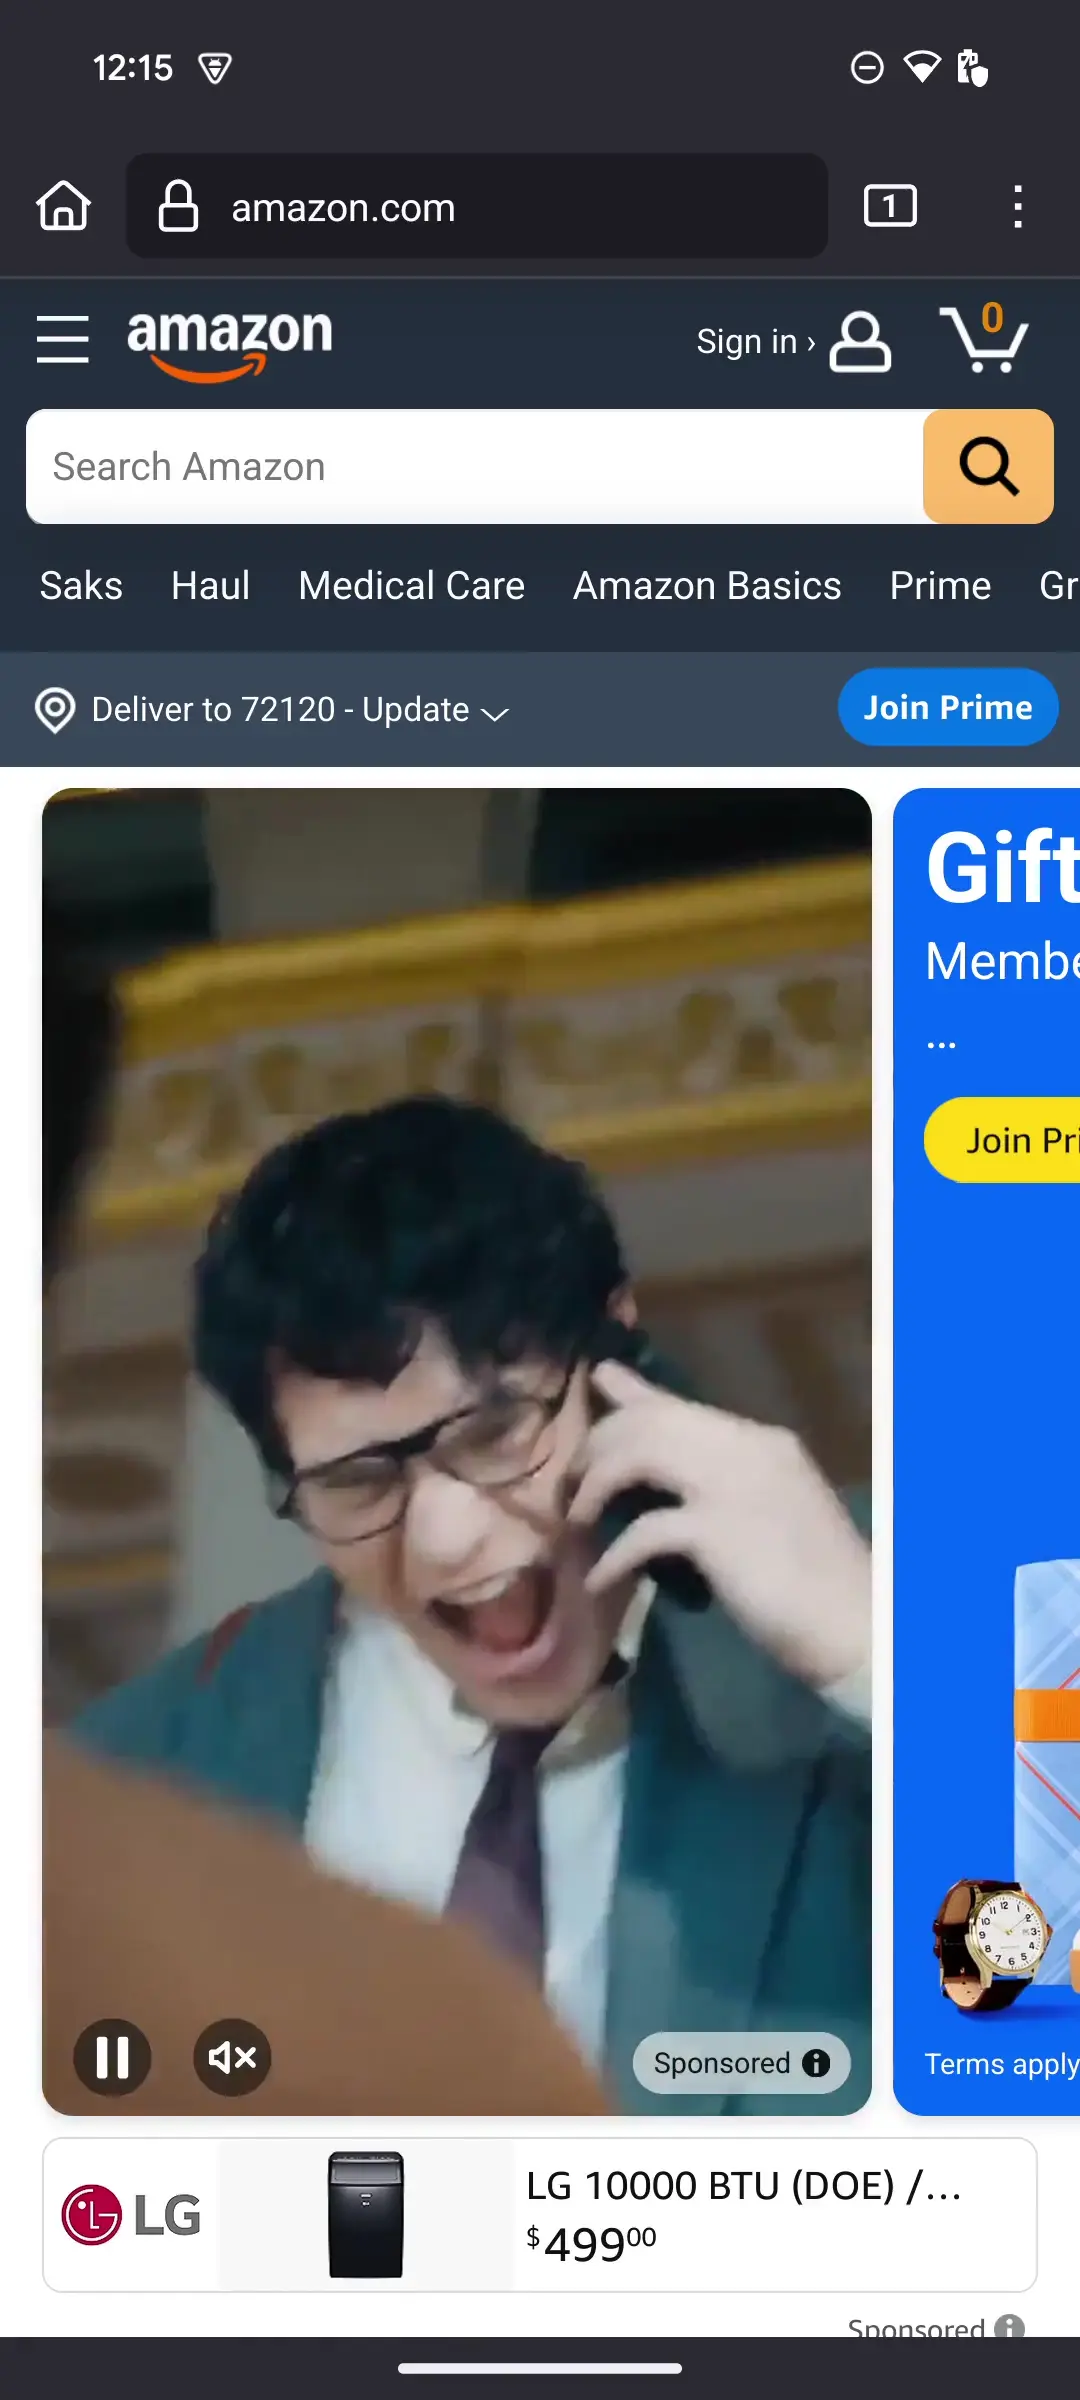 12:15
amazon.com
1
amazon
Sign in ›
0
Search Amazon
Saks Haul Medical Care Amazon Basics Prime Gr
Deliver to 72120 - Update
Join Prime
Gift
Membe
...
Join Pri
Sponsored
Terms apply
LG
LG 10000 BTU (DOE) /...
$49900
Sponsored